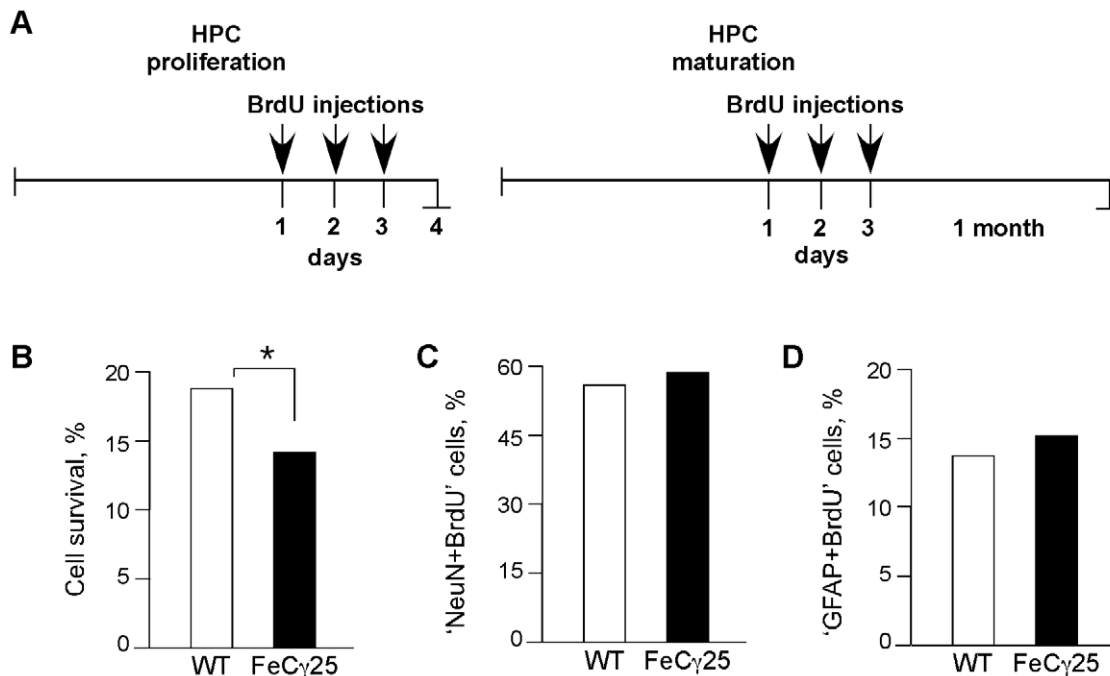 A
HPC
proliferation
BrdU injections
1 2 3 4
days
HPC
maturation
BrdU injections
1 2 3 1 month
days
B
Cell survival, %
20
15
10
5
0
*
WT FeCγ25
C
'NeuN+BrdU' cells, %
60
45
30
15
0
WT FeCγ25
D
'GFAP+BrdU' cells, %
20
15
10
5
0
WT FeCγ25